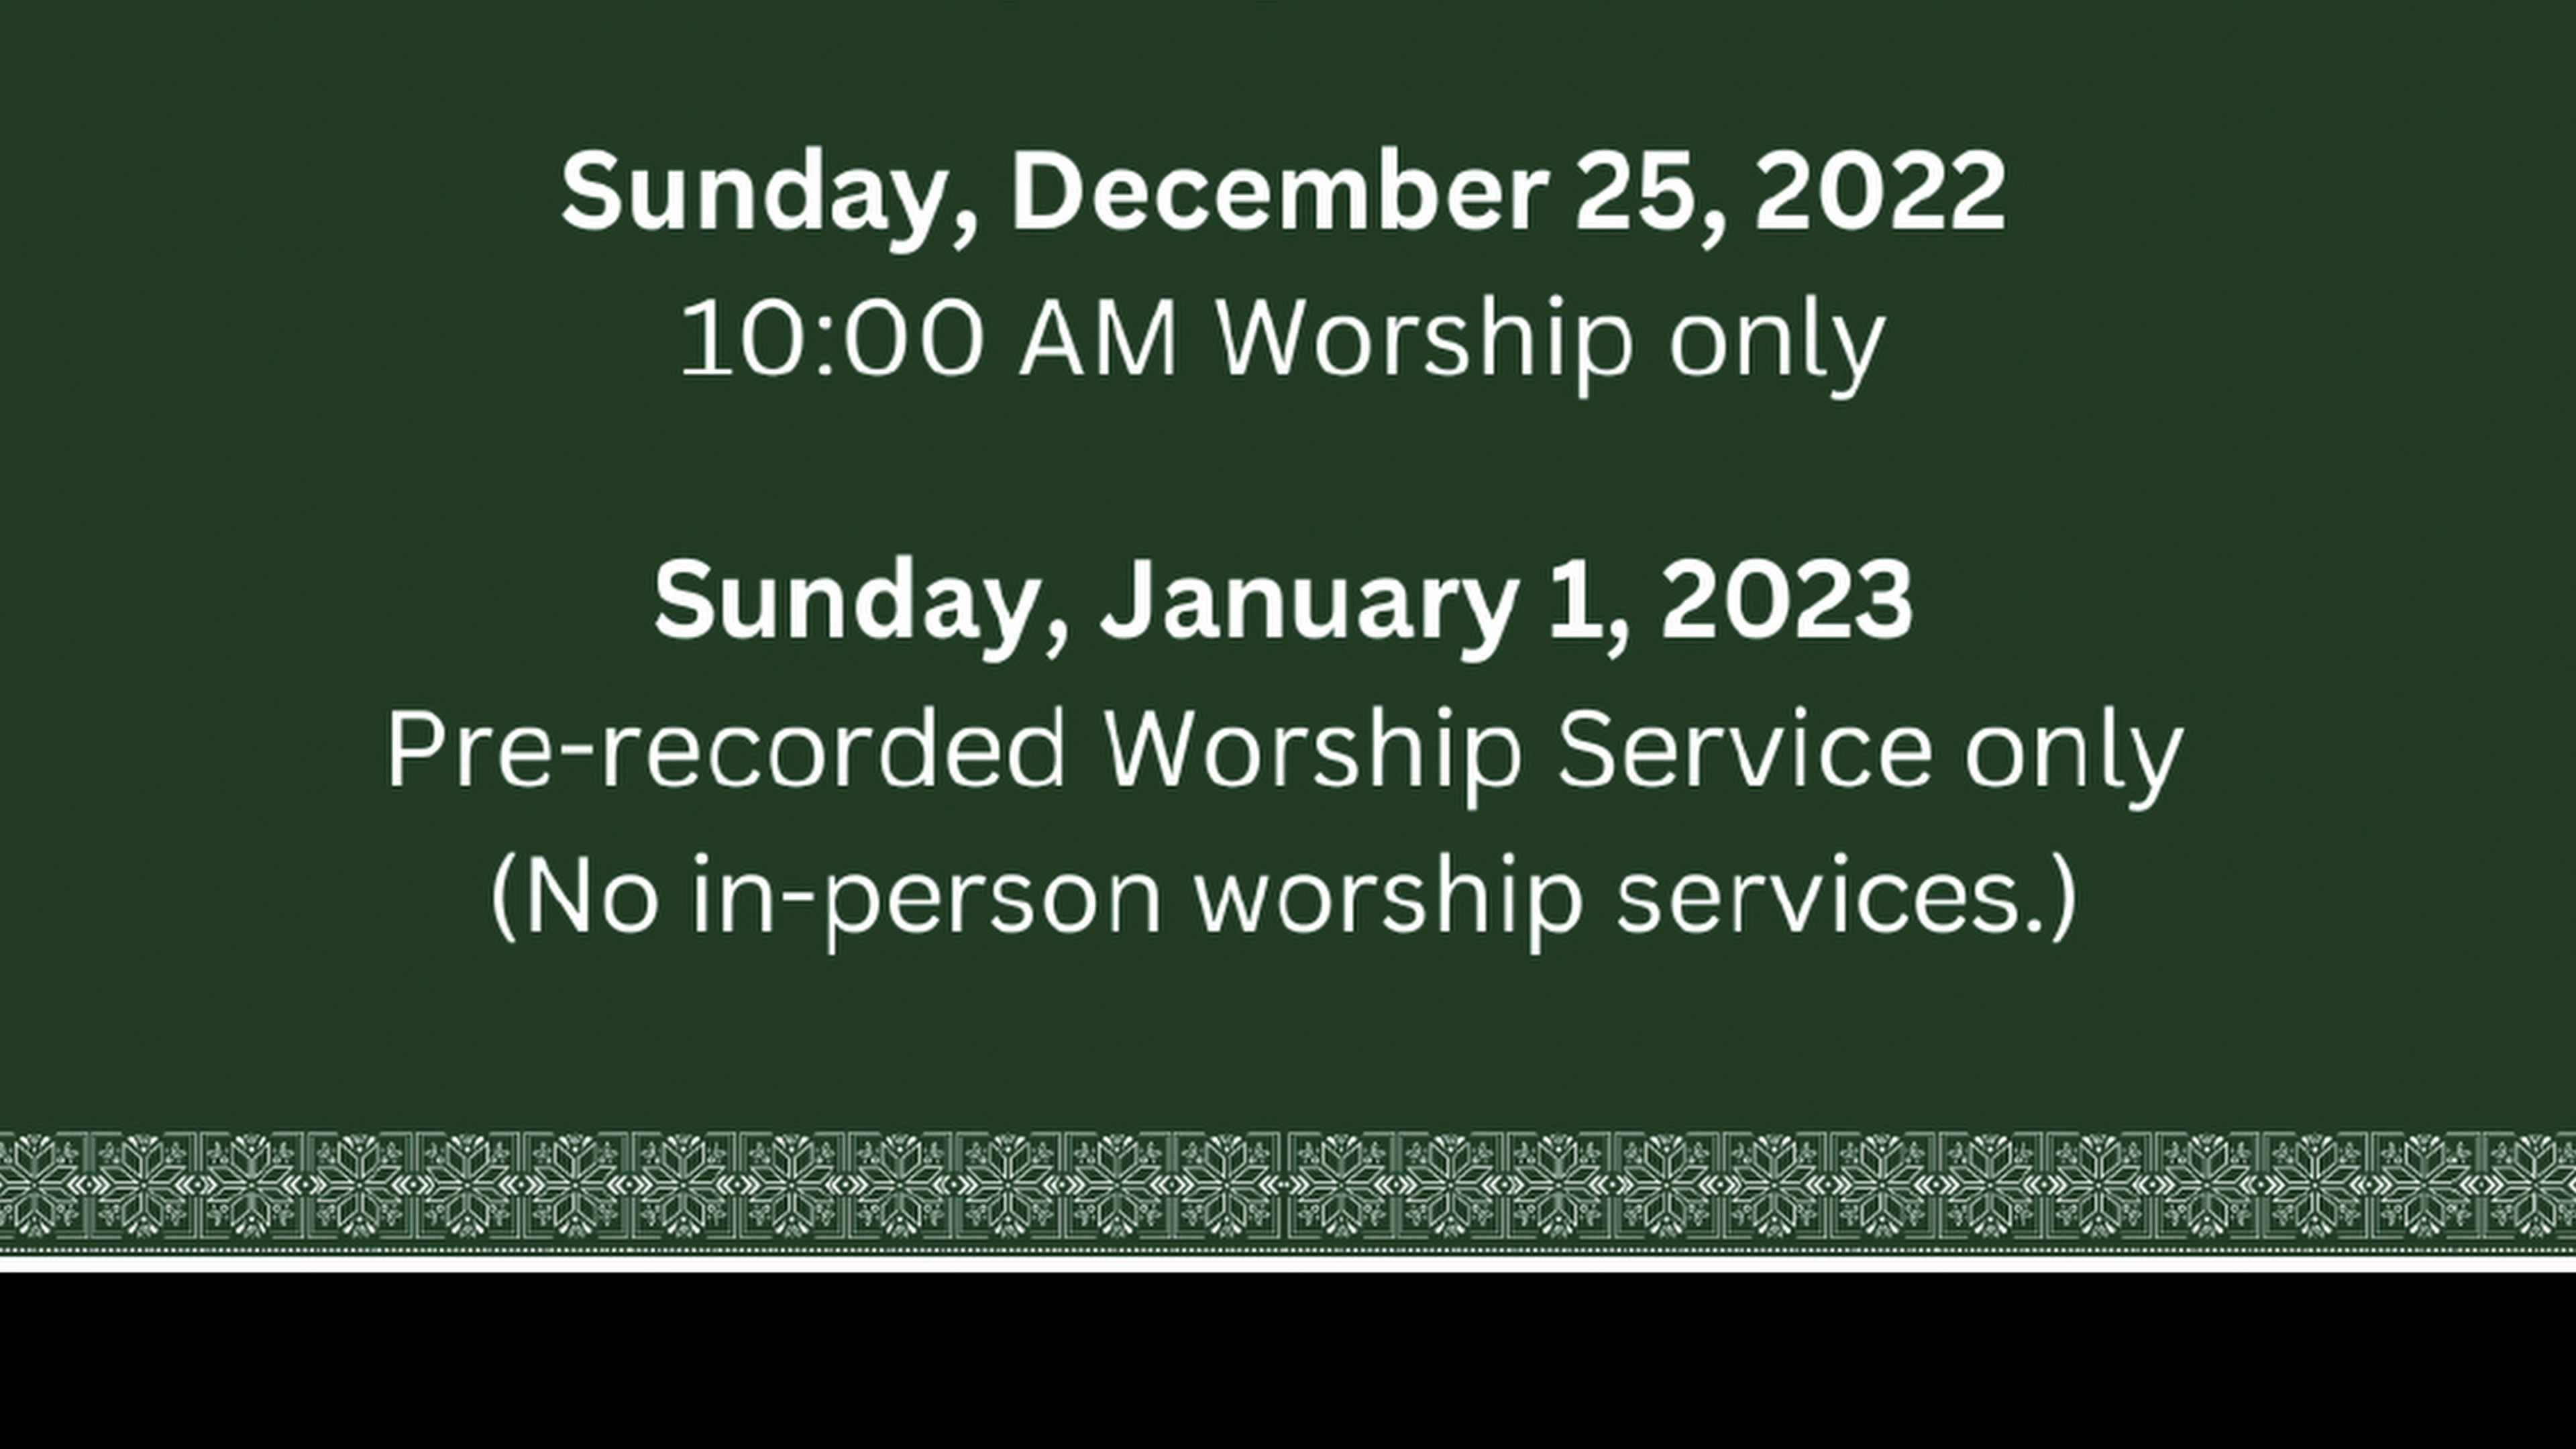 Sunday, December 25, 2022
10:00 AM Worship only
Sunday, January 1, 2023
Pre-recorded Worship Service only
(No in-person worship services.)